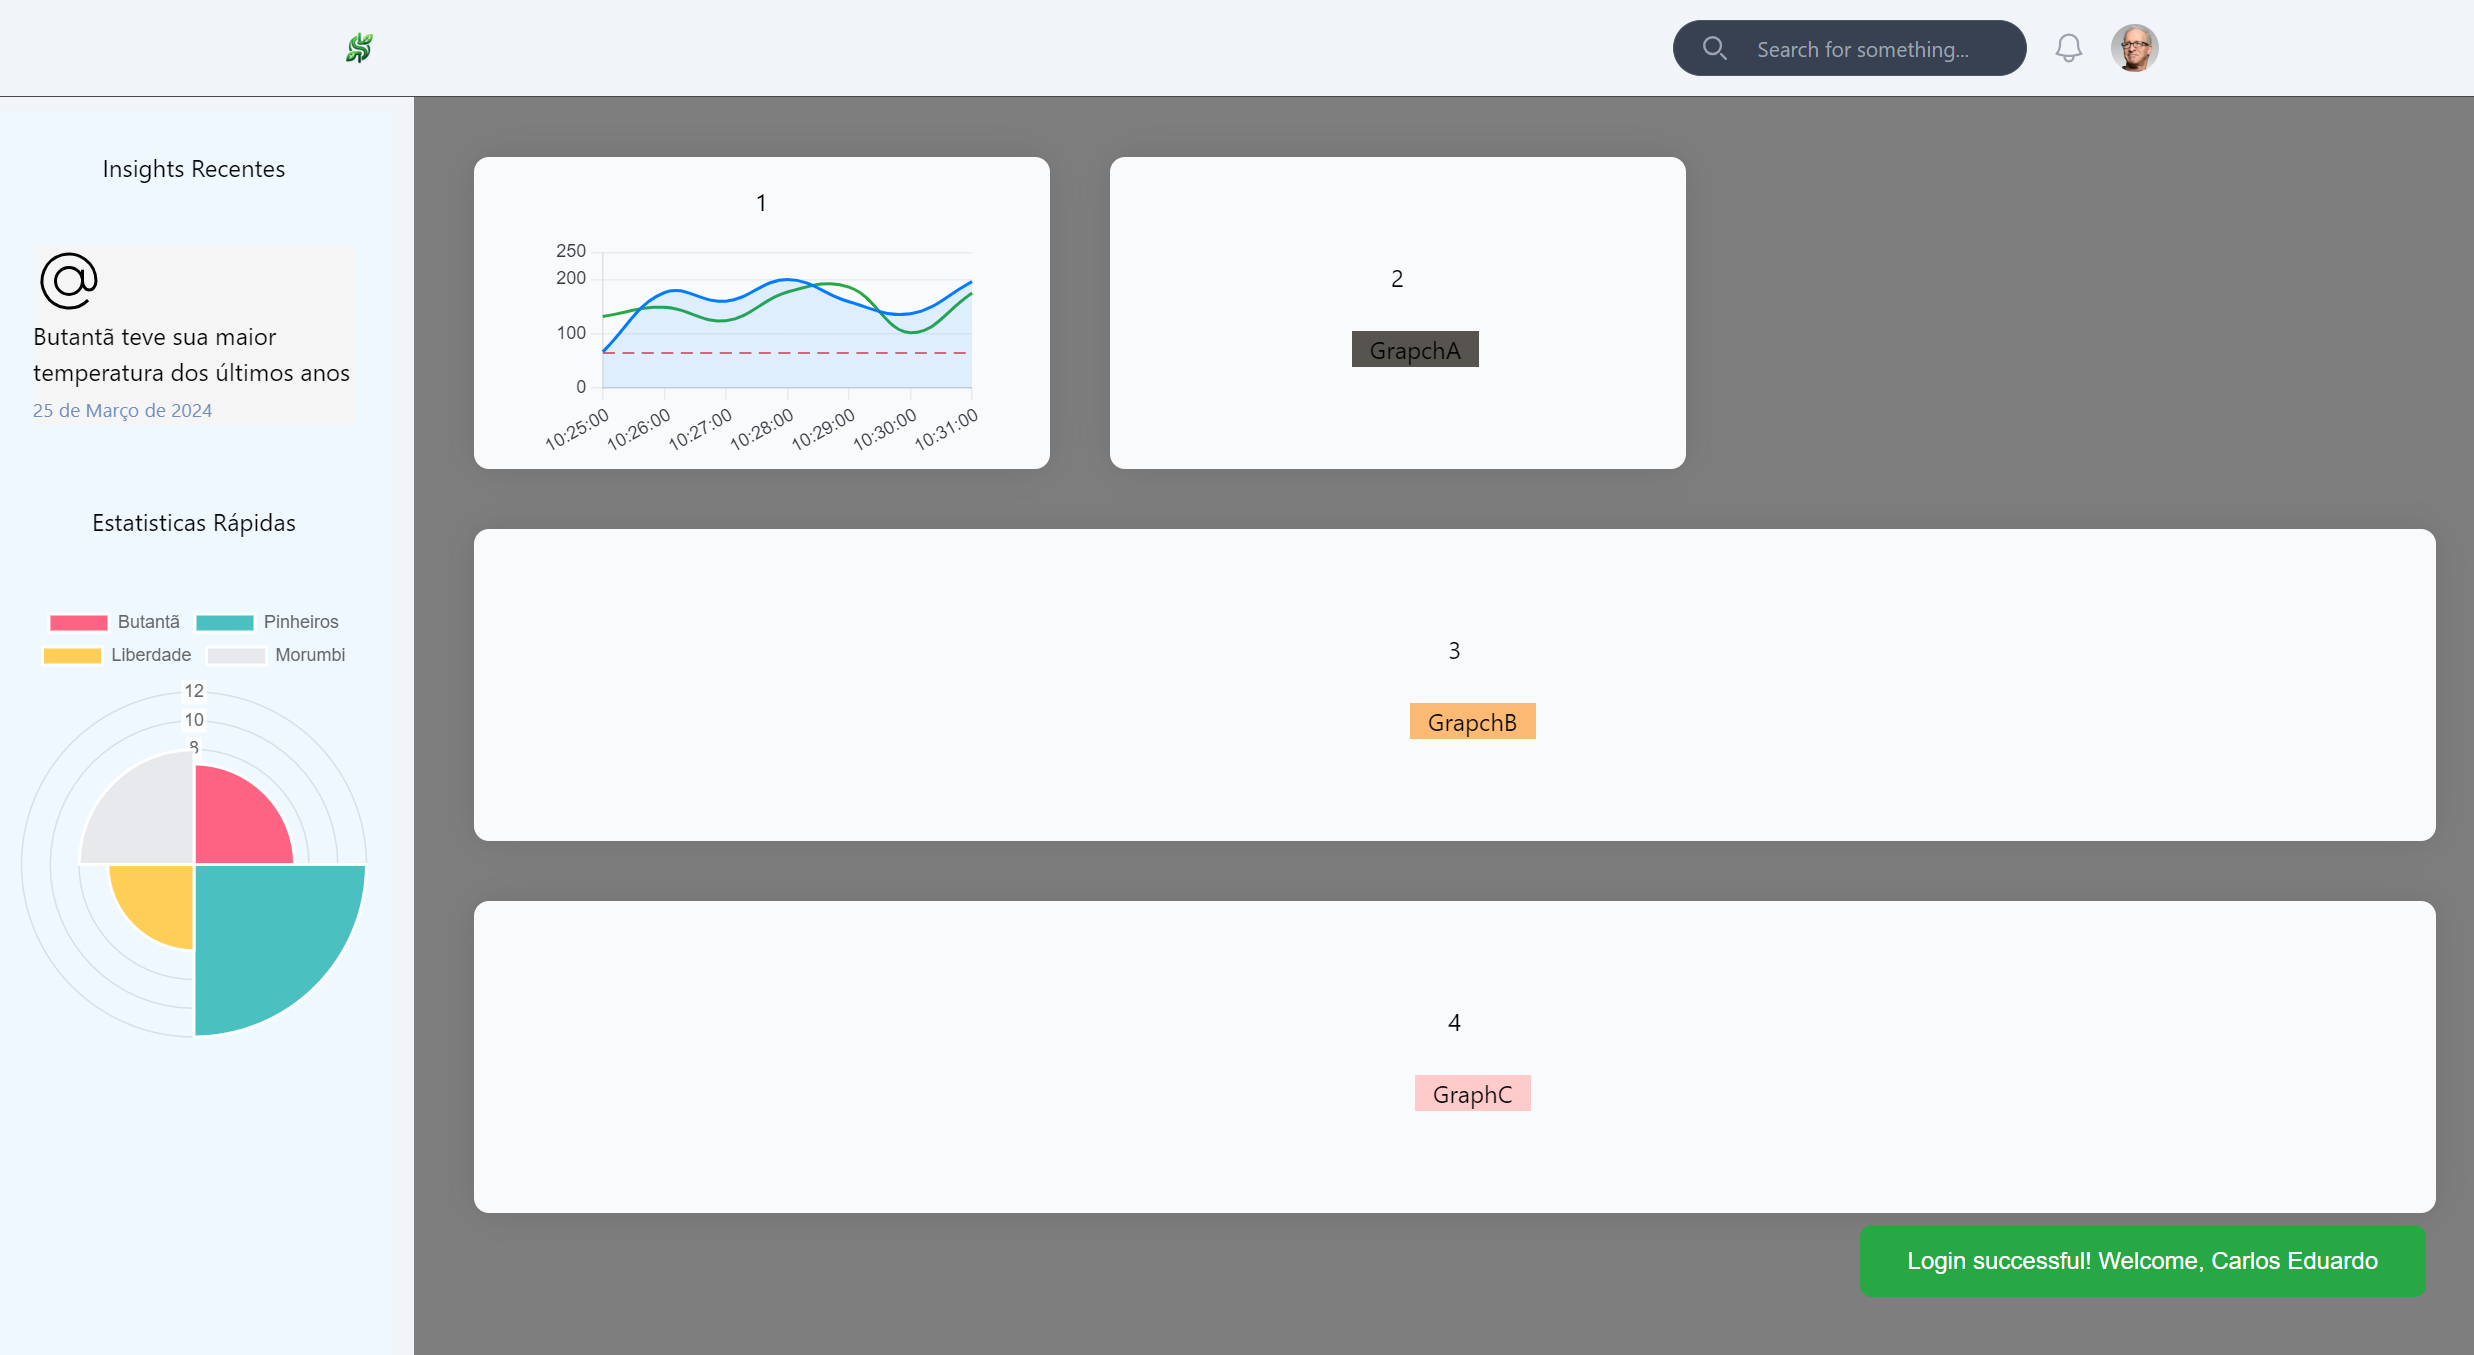 Search for something...
Insights Recentes
Butantã teve sua maior
temperatura dos últimos anos
25 de Março de 2024
Estatisticas Rápidas
Butantã Pinheiros
Liberdade Morumbi
12
10
8
1
250
200
100
0
10:25:00 10:26:00 10:27:00 10:28:00 10:29:00 10:30:00 10:31:00
2
GrapchA
3
GrapchB
4
GraphC
Login successful! Welcome, Carlos Eduardo